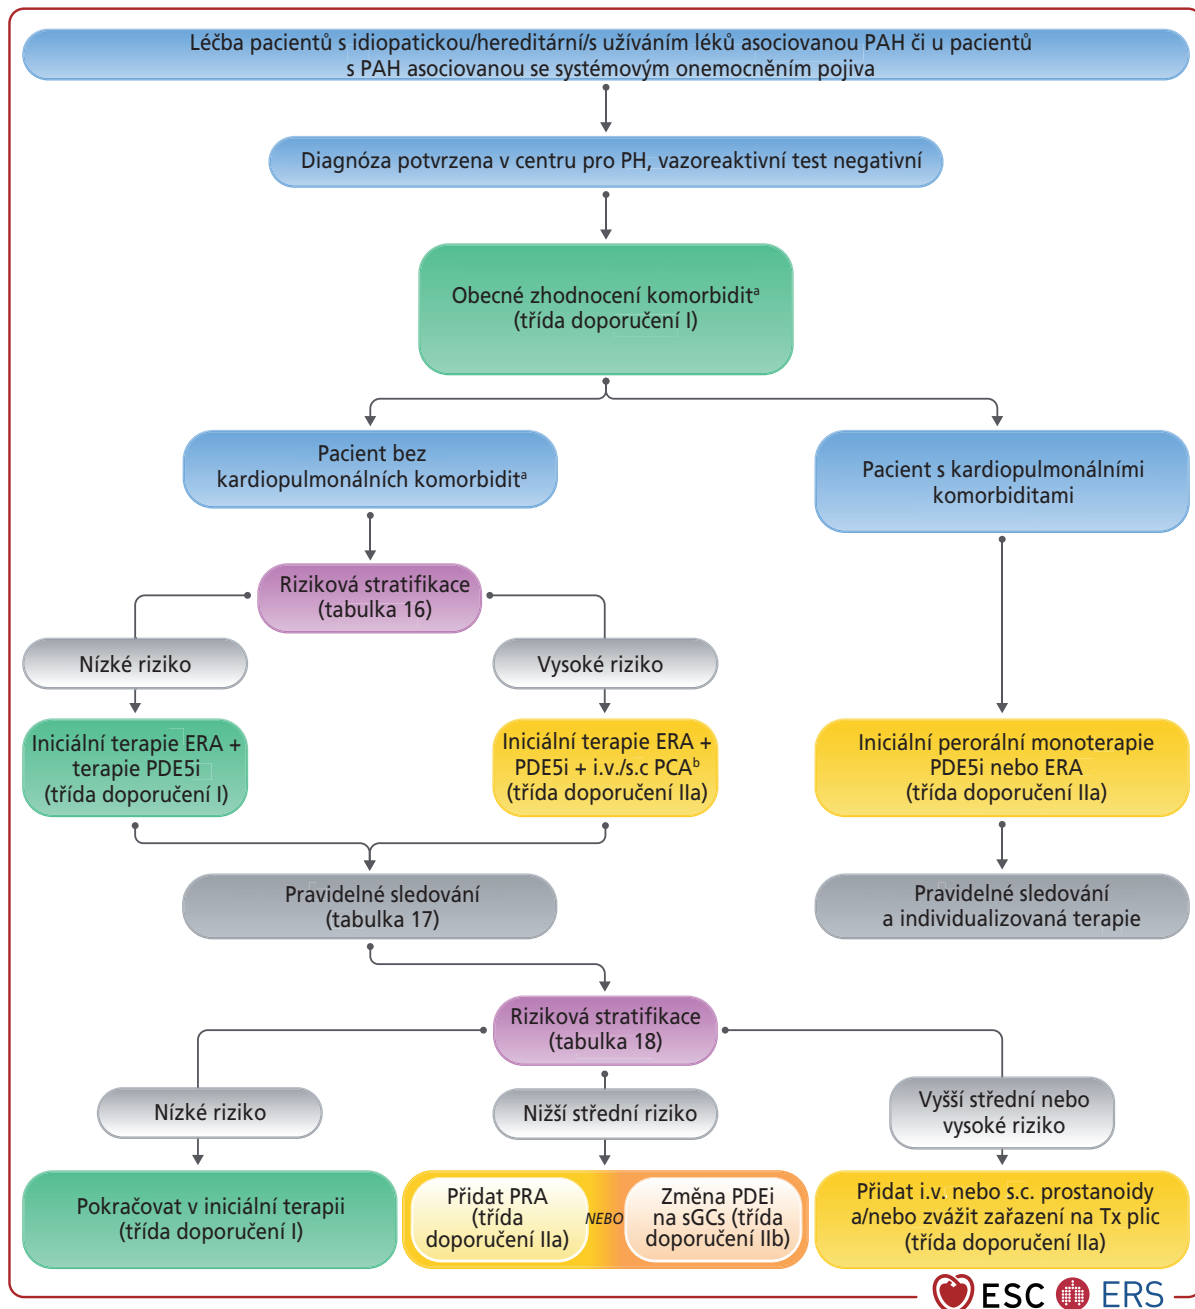 Léčba pacientů s idiopatickou/hereditární/s užíváním léků asociovanou PAH či u pacientů
s PAH asociovanou se systémovým onemocněním pojiva
Diagnóza potvrzena v centru pro PH, vazoreaktivní test negativní
Obecné zhodnocení komorbiditᵃ
(třída doporučení I)
Pacient bez
kardiopulmonálních komorbiditᵃ
Pacient s kardiopulmonálními
komorbiditami
Riziková stratifikace
(tabulka 16)
Nízké riziko
Vysoké riziko
Iniciální terapie ERA +
terapie PDE5i
(třída doporučení I)
Iniciální terapie ERA +
PDE5i + i.v./s.c PCAᵇ
(třída doporučení IIa)
Iniciální perorální monoterapie
PDE5i nebo ERA
(třída doporučení IIa)
Pravidelné sledování
(tabulka 17)
Pravidelné sledování
a individualizovaná terapie
Riziková stratifikace
(tabulka 18)
Nízké riziko
Nižší střední riziko
Vyšší střední nebo
vysoké riziko
Pokračovat v iniciální terapii
(třída doporučení I)
Přidat PRA
(třída
doporučení IIa)
NEBO
Změna PDEi
na sGCs (třída
doporučení IIb)
Přidat i.v. nebo s.c. prostanoidy
a/nebo zvážit zařazení na Tx plic
(třída doporučení IIa)
ESC ERS